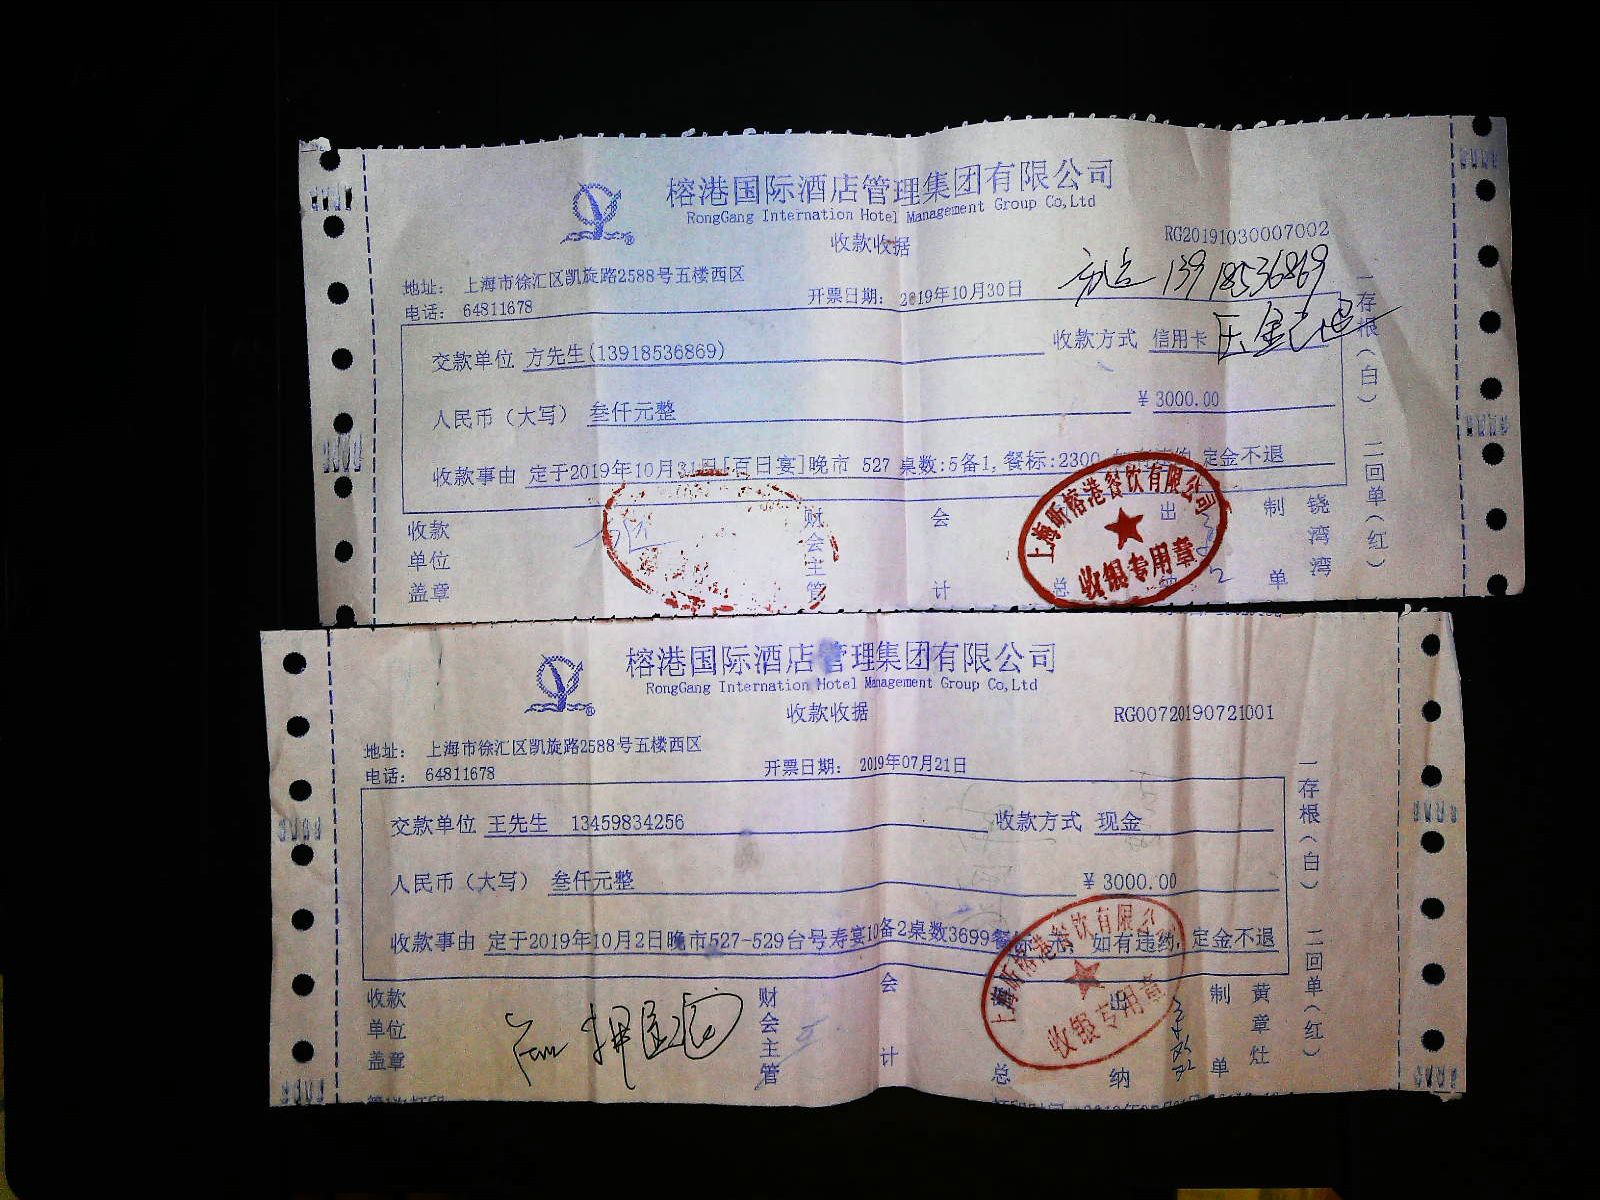 榕港国际酒店管理集团有限公司
RongGang Internation Hotel Management Group Co,Ltd
收款收据
RG20191030007002
地址： 上海市徐汇区凯旋路2588号五楼西区
电话： 64811678
开票日期： 2019年10月30日
13918536869
交款单位 方先生(13918536869)
收款方式 信用卡
人民币（大写） 叁仟元整
¥ 3000.00
收款事由 定于2019年10月31日[百日宴]晚市 527 桌数:5备1, 餐标:2300 定金不退
收款单位盖章
财会主管
会计
总
出
制单
饶湾湾
一存根（白） 二回单（红）
上海昕榕港餐饮有限公司
收银专用章
榕港国际酒店管理集团有限公司
RongGang Internation Hotel Management Group Co,Ltd
收款收据
RG00720190721001
地址： 上海市徐汇区凯旋路2588号五楼西区
电话： 64811678
开票日期： 2019年07月21日
交款单位 王先生 13459834256
收款方式 现金
人民币（大写） 叁仟元整
¥ 3000.00
收款事由 定于2019年10月2日晚市527-529台号寿宴10备2桌数3699餐 如有违约, 定金不退
收款单位盖章
财会主管
会计
总
出纳
制单
黄章灶
一存根（白） 二回单（红）
上海昕榕港餐饮有限公
收银专用章